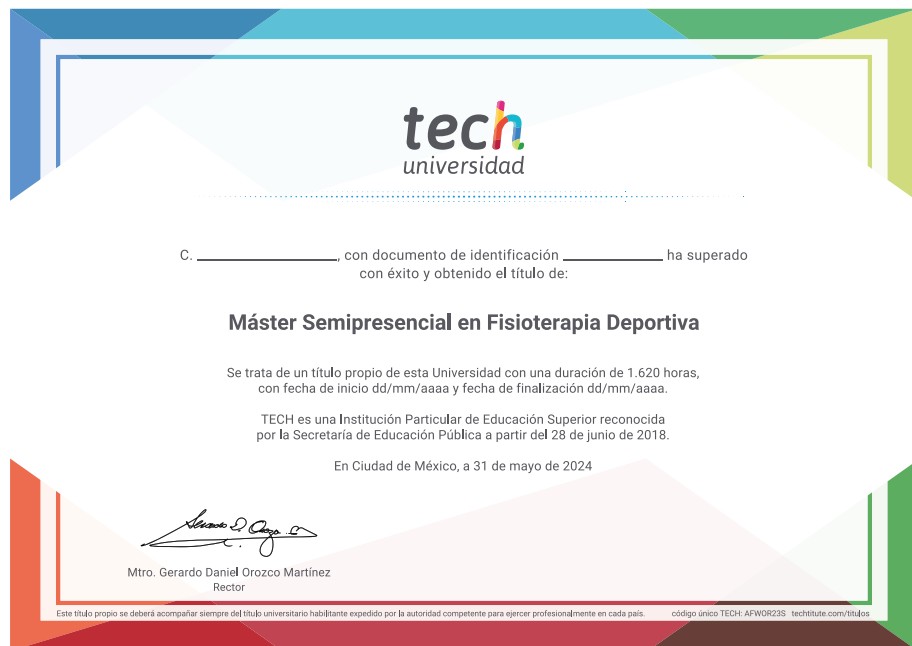 tech
universidad
C. ____________, con documento de identificación ____________ ha superado
con éxito y obtenido el título de:
Máster Semipresencial en Fisioterapia Deportiva
Se trata de un título propio de esta Universidad con una duración de 1.620 horas,
con fecha de inicio dd/mm/aaaa y fecha de finalización dd/mm/aaaa.
TECH es una Institución Particular de Educación Superior reconocida
por la Secretaría de Educación Pública a partir del 28 de junio de 2018.
En Ciudad de México, a 31 de mayo de 2024
Mtro. Gerardo Daniel Orozco Martínez
Rector
Este título propio se deberá acompañar siempre del título universitario habilitante expedido por la autoridad competente para ejercer profesionalmente en cada país. código único TECH: AFWOR23S techtitute.com/titulos